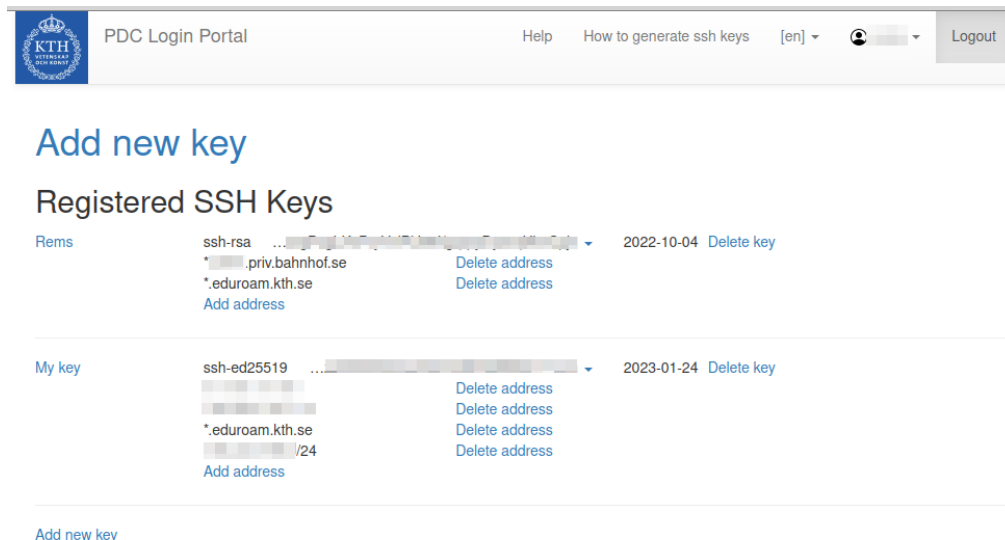 KTH
VETENSKAP
OCH KONST
PDC Login Portal Help How to generate ssh keys [en] Logout
Add new key
Registered SSH Keys
Rems ssh-rsa ... 2022-10-04 Delete key
* .priv.bahnhof.se Delete address
*.eduroam.kth.se Delete address
Add address
My key ssh-ed25519 ... 2023-01-24 Delete key
Delete address
Delete address
*.eduroam.kth.se Delete address
/24 Delete address
Add address
Add new key